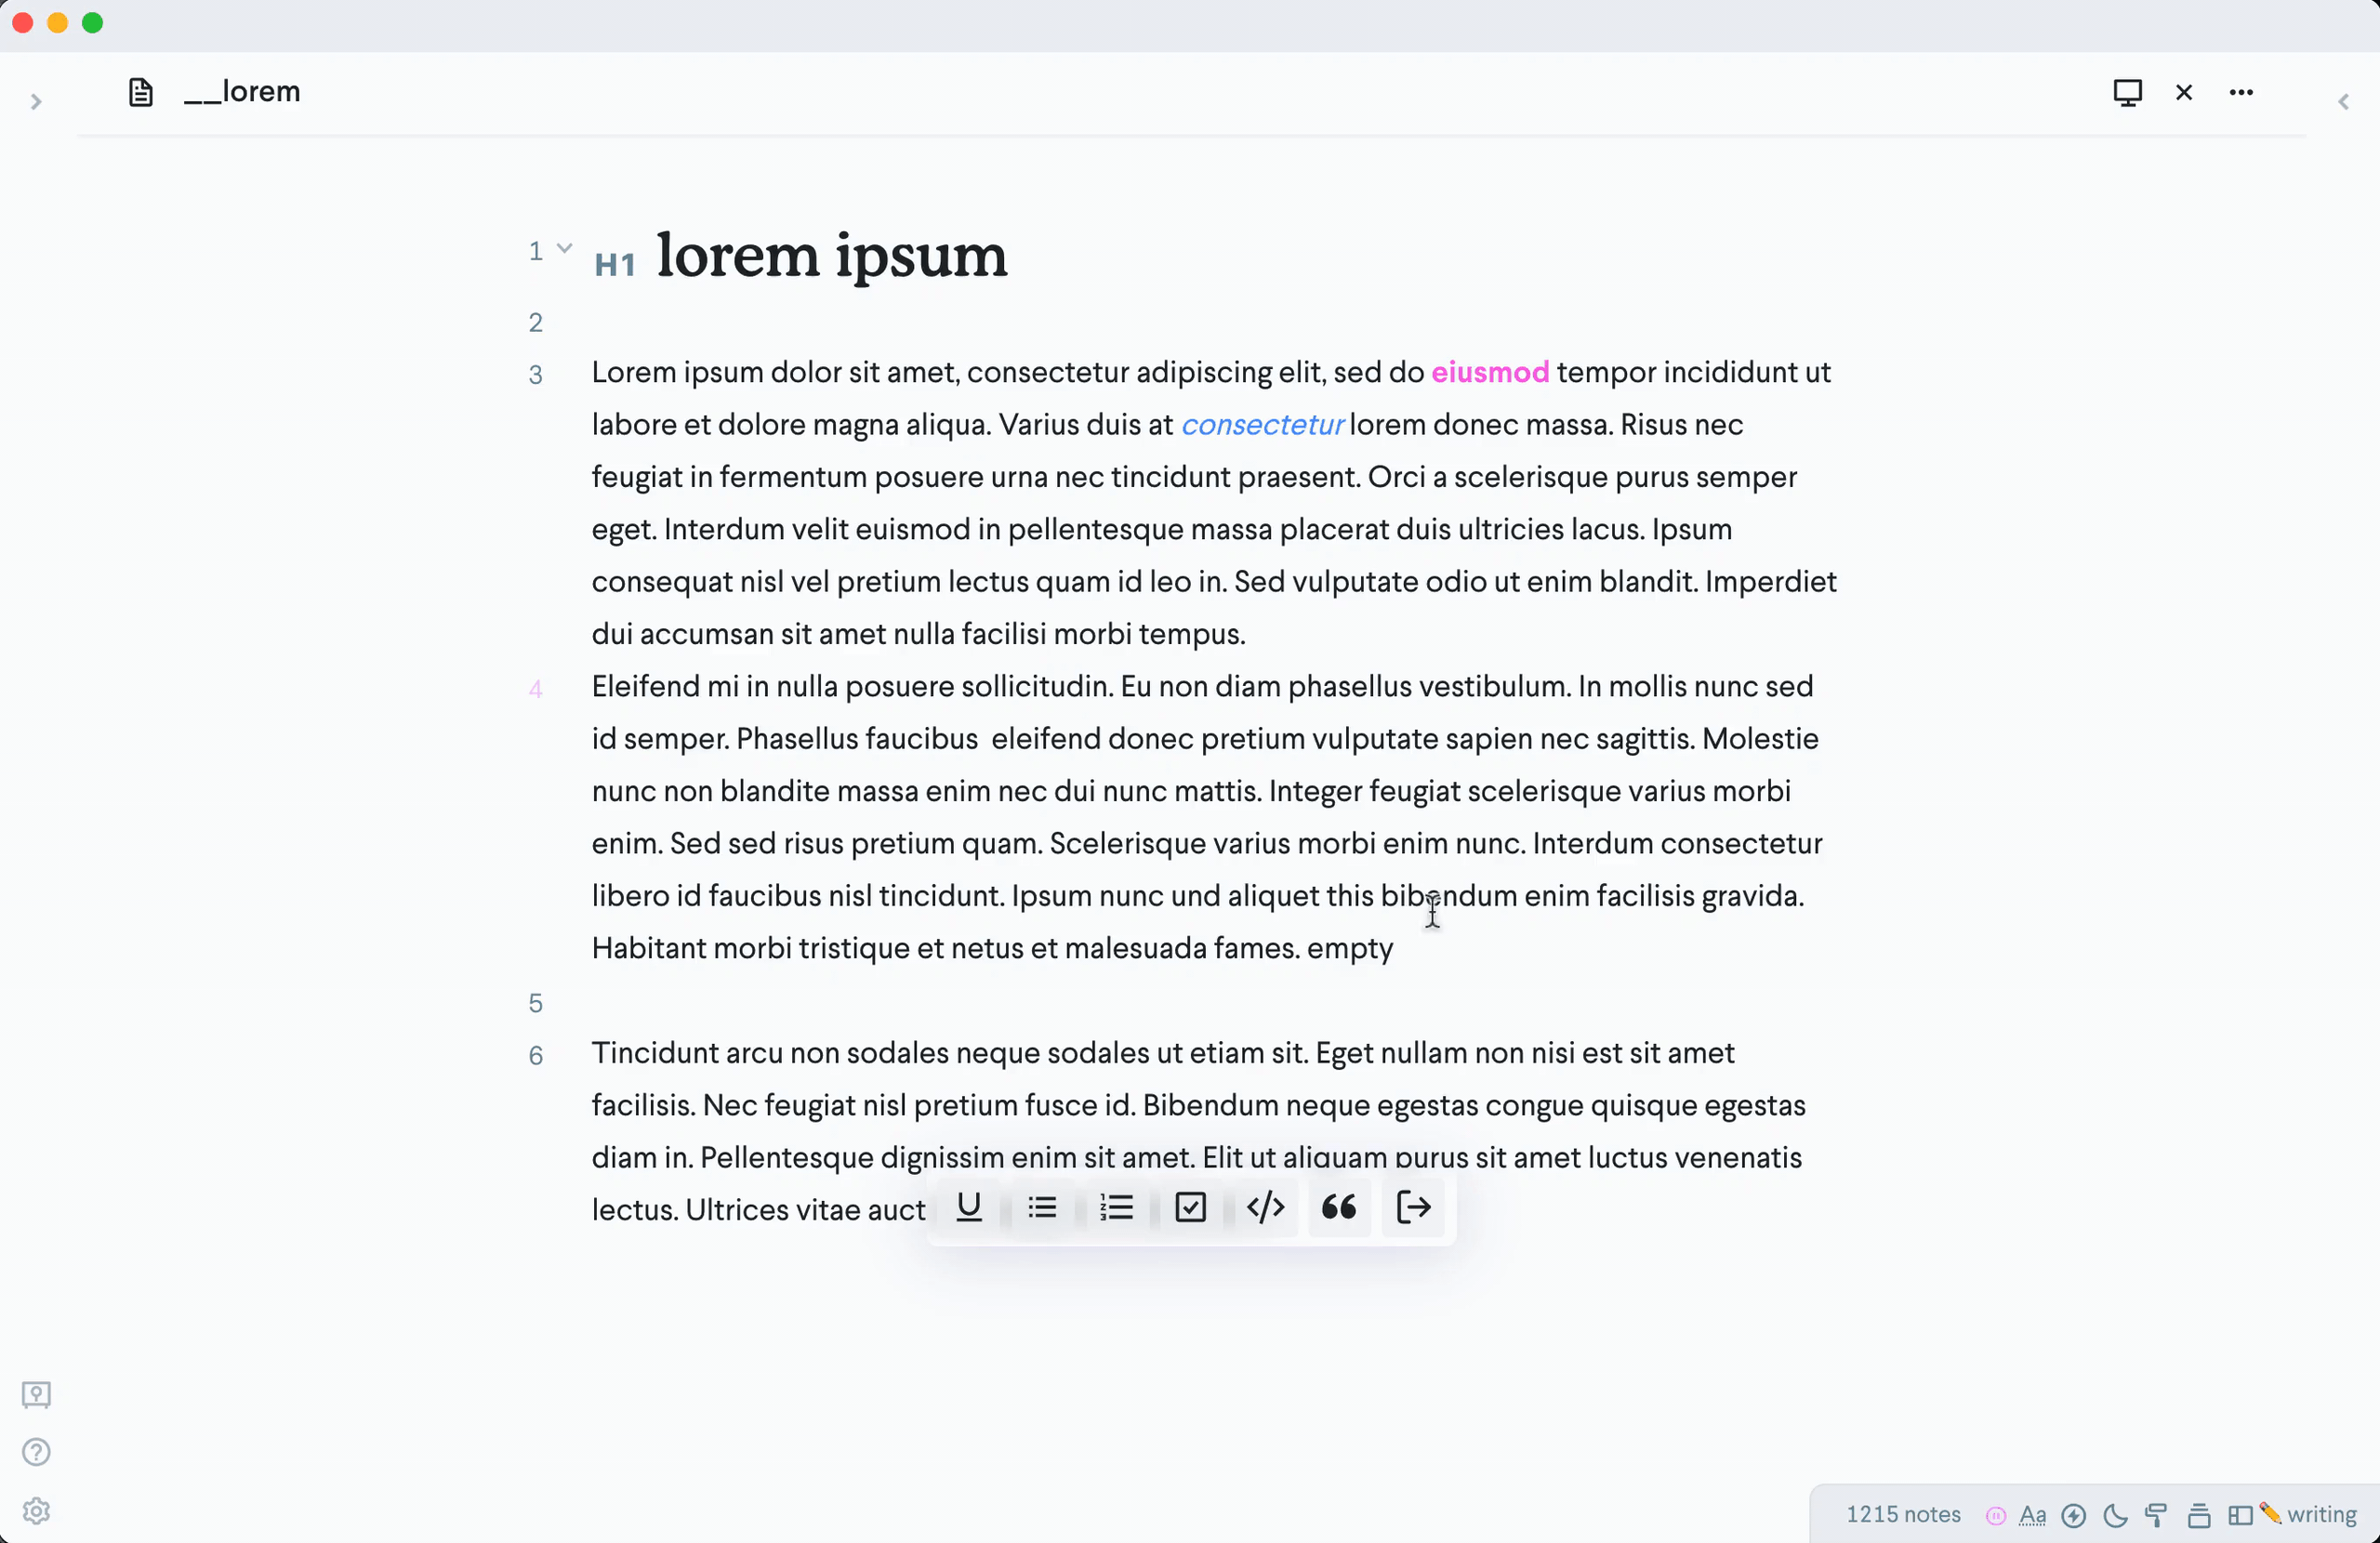 __lorem
1 H1 lorem ipsum
2
3 Lorem ipsum dolor sit amet, consectetur adipiscing elit, sed do eiusmod tempor incididunt ut
labore et dolore magna aliqua. Varius duis at consectetur lorem donec massa. Risus nec
feugiat in fermentum posuere urna nec tincidunt praesent. Orci a scelerisque purus semper
eget. Interdum velit euismod in pellentesque massa placerat duis ultricies lacus. Ipsum
consequat nisl vel pretium lectus quam id leo in. Sed vulputate odio ut enim blandit. Imperdiet
dui accumsan sit amet nulla facilisi morbi tempus.
4 Eleifend mi in nulla posuere sollicitudin. Eu non diam phasellus vestibulum. In mollis nunc sed
id semper. Phasellus faucibus  eleifend donec pretium vulputate sapien nec sagittis. Molestie
nunc non blandite massa enim nec dui nunc mattis. Integer feugiat scelerisque varius morbi
enim. Sed sed risus pretium quam. Scelerisque varius morbi enim nunc. Interdum consectetur
libero id faucibus nisl tincidunt. Ipsum nunc und aliquet this bibendum enim facilisis gravida.
Habitant morbi tristique et netus et malesuada fames. empty
5
6 Tincidunt arcu non sodales neque sodales ut etiam sit. Eget nullam non nisi est sit amet
facilisis. Nec feugiat nisl pretium fusce id. Bibendum neque egestas congue quisque egestas
diam in. Pellentesque dignissim enim sit amet. Elit ut aliquam purus sit amet luctus venenatis
lectus. Ultrices vitae auct
1215 notes Aa writing